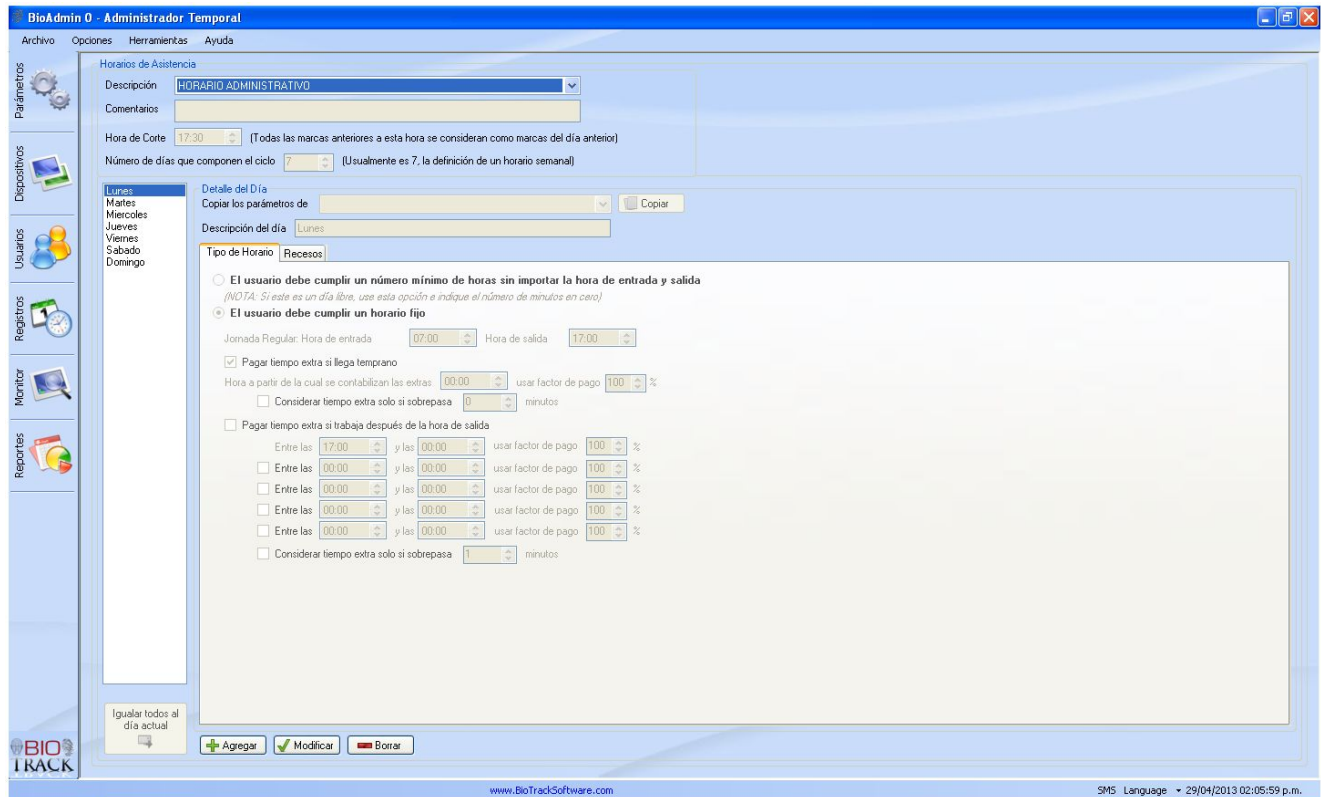 BioAdmin 0 - Administrador Temporal
Archivo Opciones Herramientas Ayuda
Parámetros
Dispositivos
Usuarios
Registros
Monitor
Reportes
Horarios de Asistencia
Descripción HORARIO ADMINISTRATIVO
Comentarios
Hora de Corte 17:30 (Todas las marcas anteriores a esta hora se consideran como marcas del día anterior)
Número de días que componen el ciclo 7 (Usualmente es 7, la definición de un horario semanal)
Lunes
Martes
Miercoles
Jueves
Viernes
Sabado
Domingo
Detalle del Día
Copiar los parámetros de Copiar
Descripción del día Lunes
Tipo de Horario Recesos
El usuario debe cumplir un número mínimo de horas sin importar la hora de entrada y salida
(NOTA: Si este es un día libre, use esta opción e indique el número de minutos en cero)
El usuario debe cumplir un horario fijo
Jornada Regular: Hora de entrada 07:00 Hora de salida 17:00
Pagar tiempo extra si llega temprano
Hora a partir de la cual se contabilizan las extras 00:00 usar factor de pago 100 %
Considerar tiempo extra solo si sobrepasa 0 minutos
Pagar tiempo extra si trabaja después de la hora de salida
Entre las 17:00 y las 00:00 usar factor de pago 100 %
Entre las 00:00 y las 00:00 usar factor de pago 100 %
Entre las 00:00 y las 00:00 usar factor de pago 100 %
Entre las 00:00 y las 00:00 usar factor de pago 100 %
Entre las 00:00 y las 00:00 usar factor de pago 100 %
Considerar tiempo extra solo si sobrepasa 1 minutos
Igualar todos al
día actual
Agregar Modificar Borrar
BIO
TRACK
www.BioTrackSoftware.com SMS Language 29/04/2013 02:05:59 p.m.